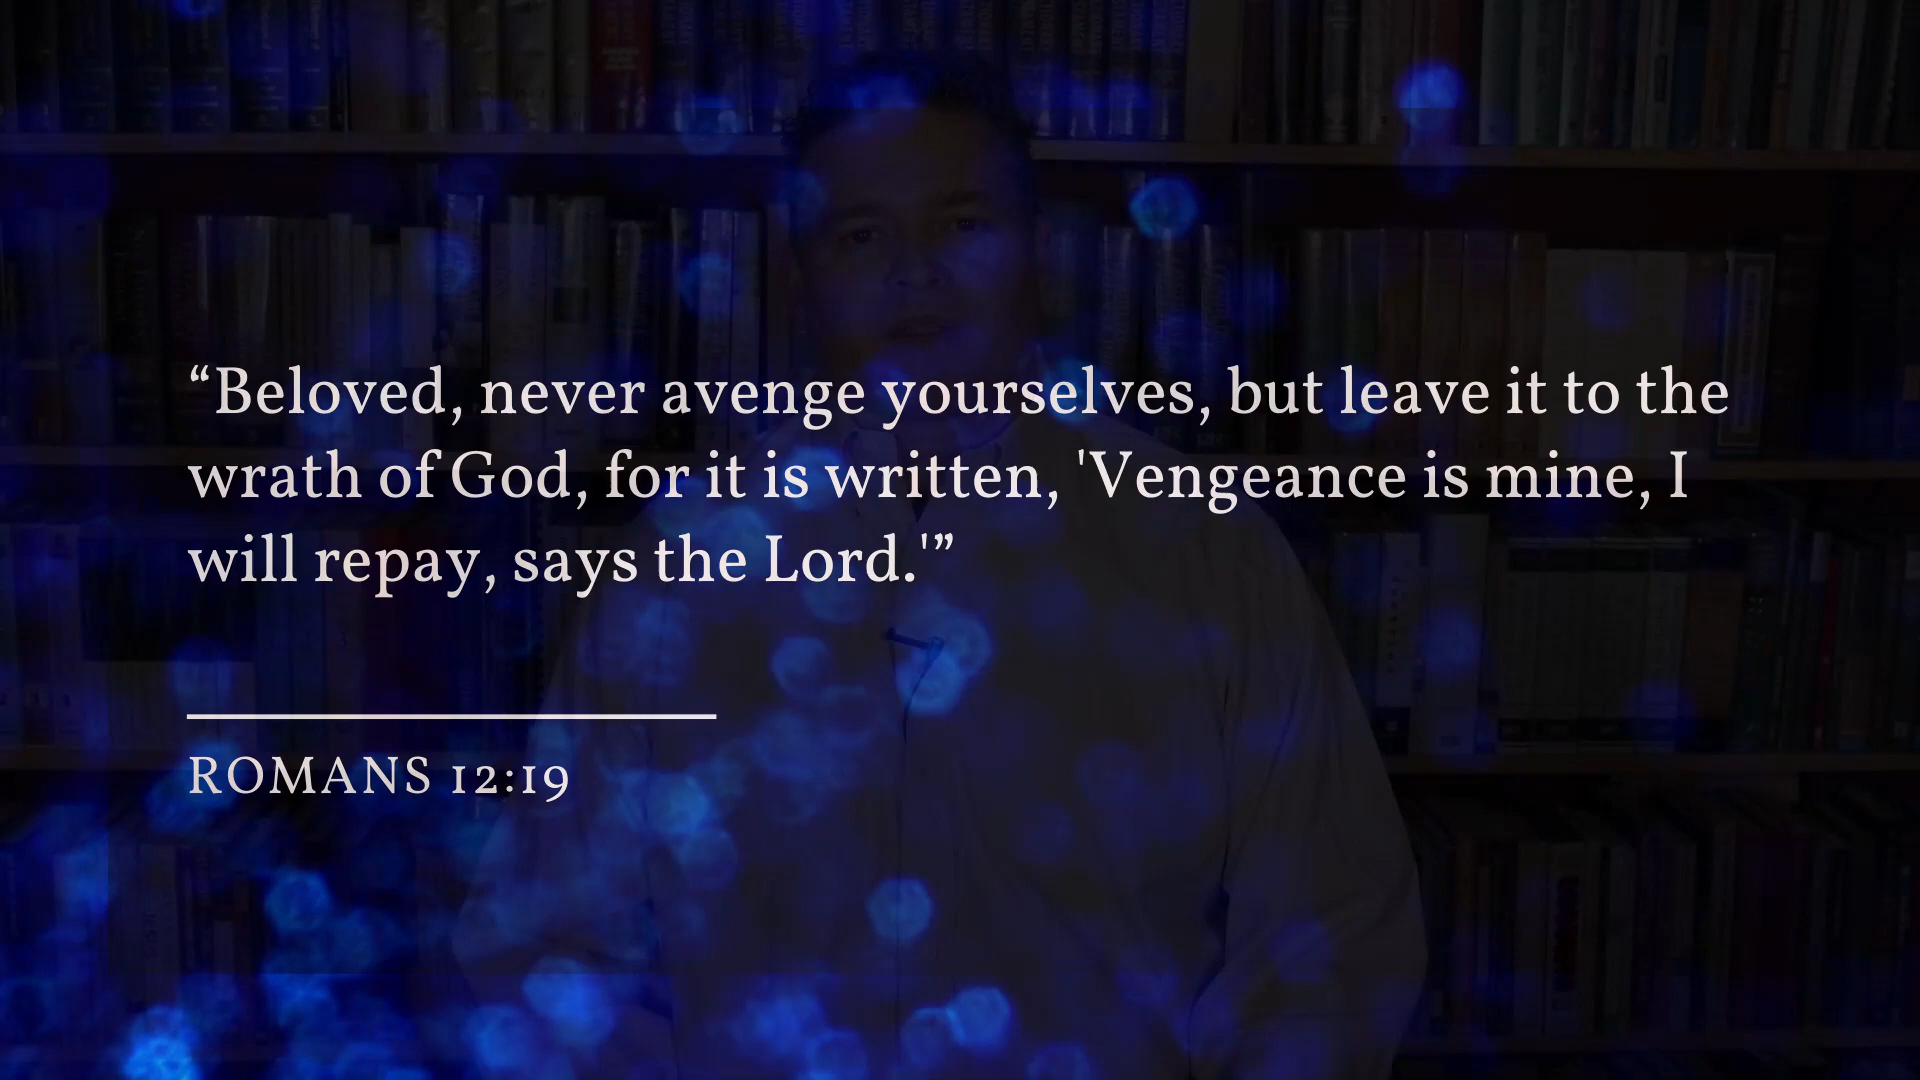 “Beloved, never avenge yourselves, but leave it to the
wrath of God, for it is written, 'Vengeance is mine, I
will repay, says the Lord.'”
ROMANS 12:19